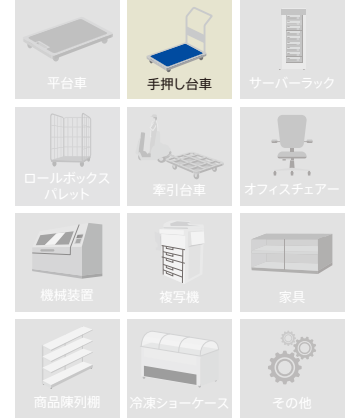 平台車
手押し台車
サーバーラック
ロールボックス
パレット
牽引台車
オフィスチェアー
機械装置
複写機
家具
商品陳列棚
冷凍ショーケース
その他